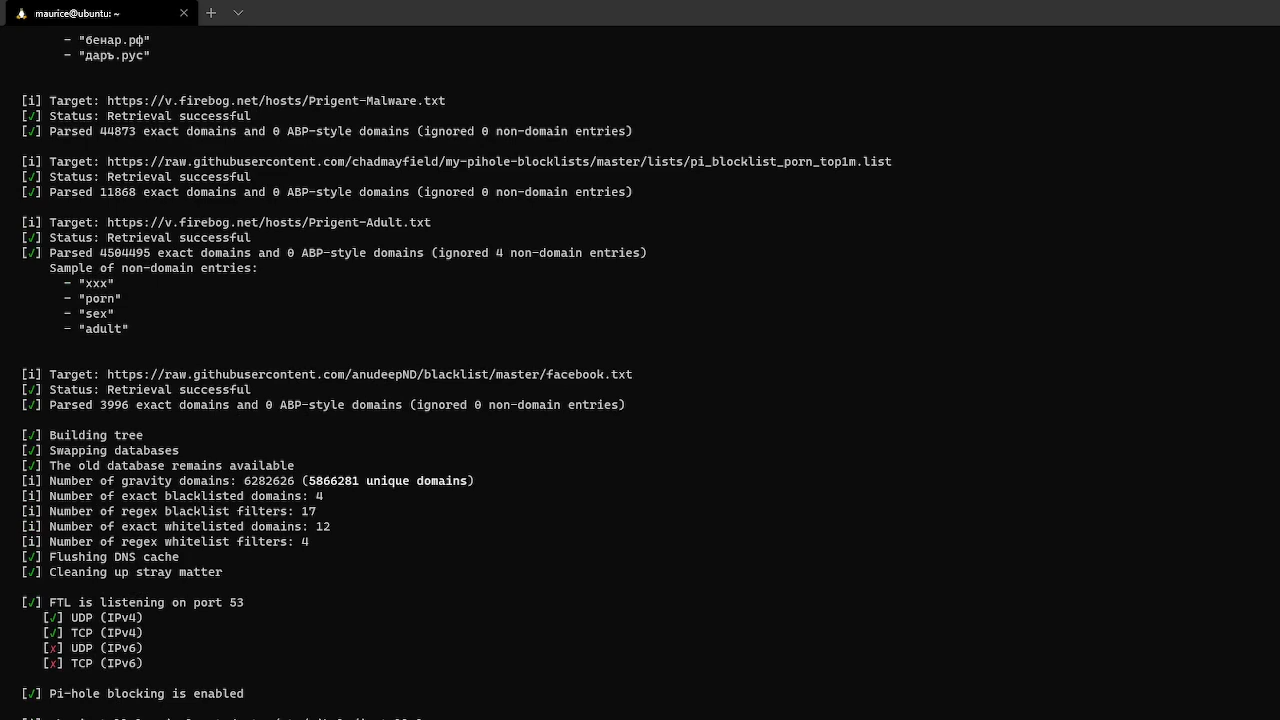 maurice@ubuntu: ~
- "бенар.рф"
- "даръ.рус"
[i] Target: https://v.firebog.net/hosts/Prigent-Malware.txt
[✓] Status: Retrieval successful
[✓] Parsed 44873 exact domains and 0 ABP-style domains (ignored 0 non-domain entries)
[i] Target: https://raw.githubusercontent.com/chadmayfield/my-pihole-blocklists/master/lists/pi_blocklist_porn_top1m.list
[✓] Status: Retrieval successful
[✓] Parsed 11868 exact domains and 0 ABP-style domains (ignored 0 non-domain entries)
[i] Target: https://v.firebog.net/hosts/Prigent-Adult.txt
[✓] Status: Retrieval successful
[✓] Parsed 4504495 exact domains and 0 ABP-style domains (ignored 4 non-domain entries)
Sample of non-domain entries:
- "xxx"
- "porn"
- "sex"
- "adult"
[i] Target: https://raw.githubusercontent.com/anudeepND/blacklist/master/facebook.txt
[✓] Status: Retrieval successful
[✓] Parsed 3996 exact domains and 0 ABP-style domains (ignored 0 non-domain entries)
[✓] Building tree
[✓] Swapping databases
[✓] The old database remains available
[i] Number of gravity domains: 6282626 (5866281 unique domains)
[i] Number of exact blacklisted domains: 4
[i] Number of regex blacklist filters: 17
[i] Number of exact whitelisted domains: 12
[i] Number of regex whitelist filters: 4
[✓] Flushing DNS cache
[✓] Cleaning up stray matter
[✓] FTL is listening on port 53
[✓] UDP (IPv4)
[✓] TCP (IPv4)
[x] UDP (IPv6)
[x] TCP (IPv6)
[✓] Pi-hole blocking is enabled